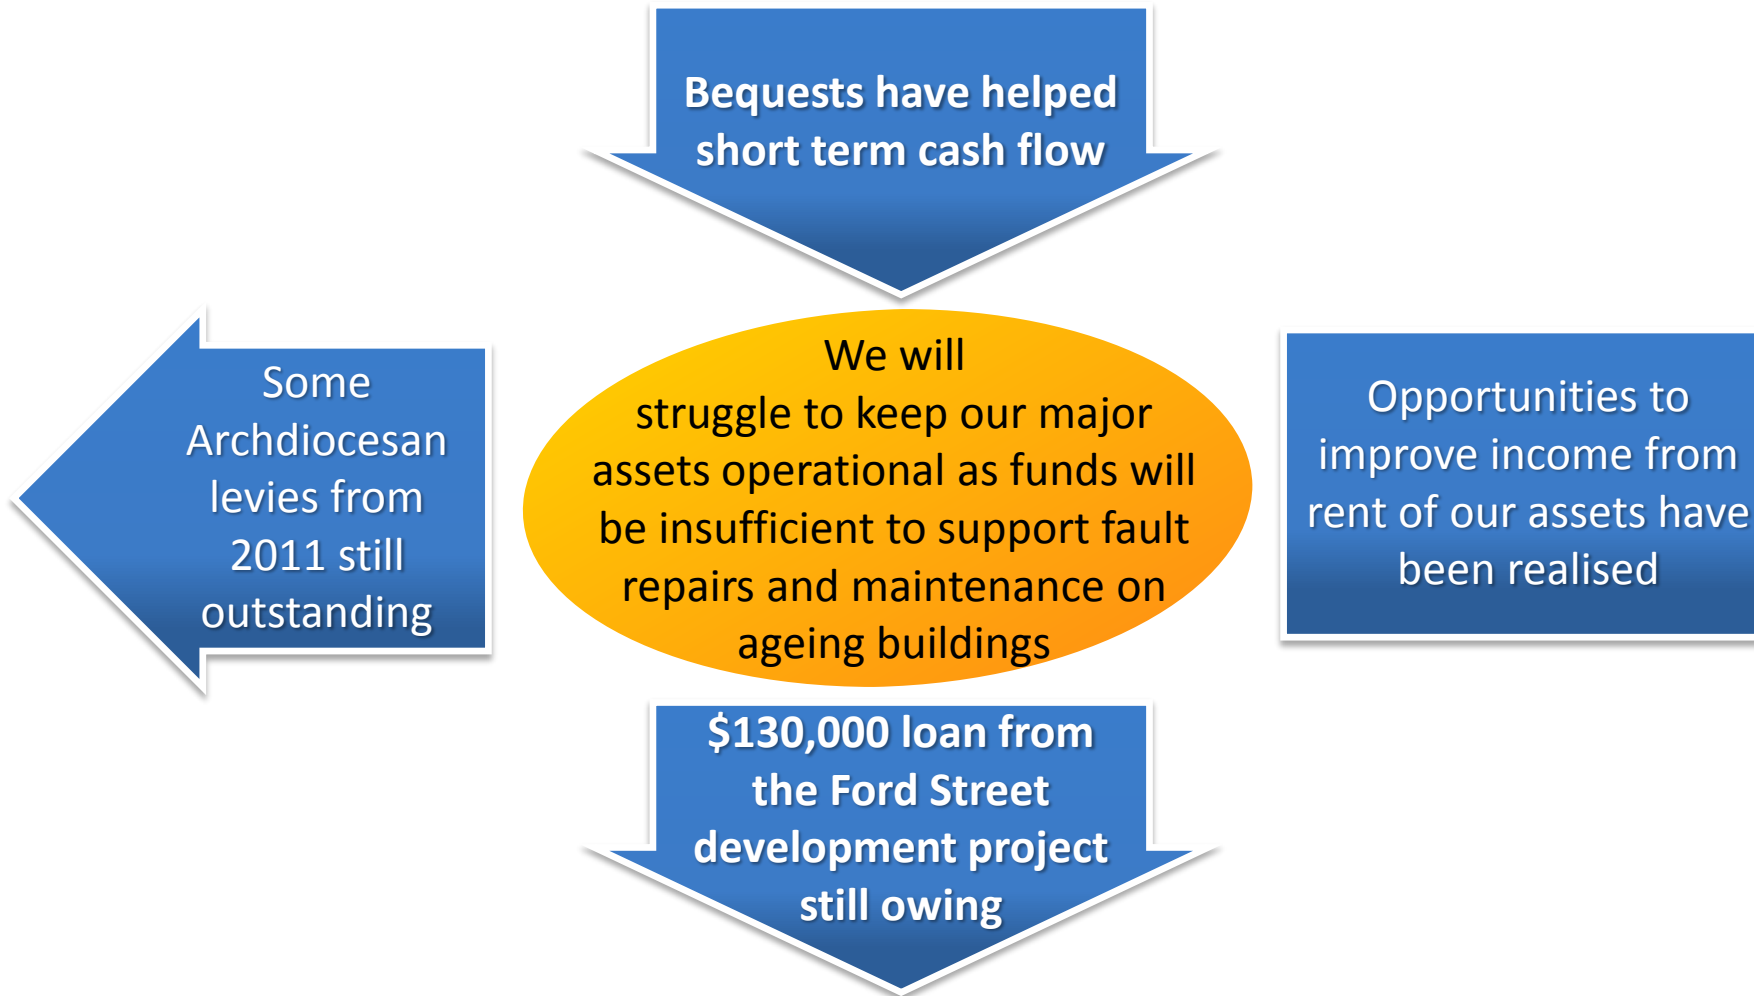 Bequests have helped
short term cash flow
Some
Archdiocesan
levies from
2011 still
outstanding
We will
struggle to keep our major
assets operational as funds will
be insufficient to support fault
repairs and maintenance on
ageing buildings
Opportunities to
improve income from
rent of our assets have
been realised
$130,000 loan from
the Ford Street
development project
still owing